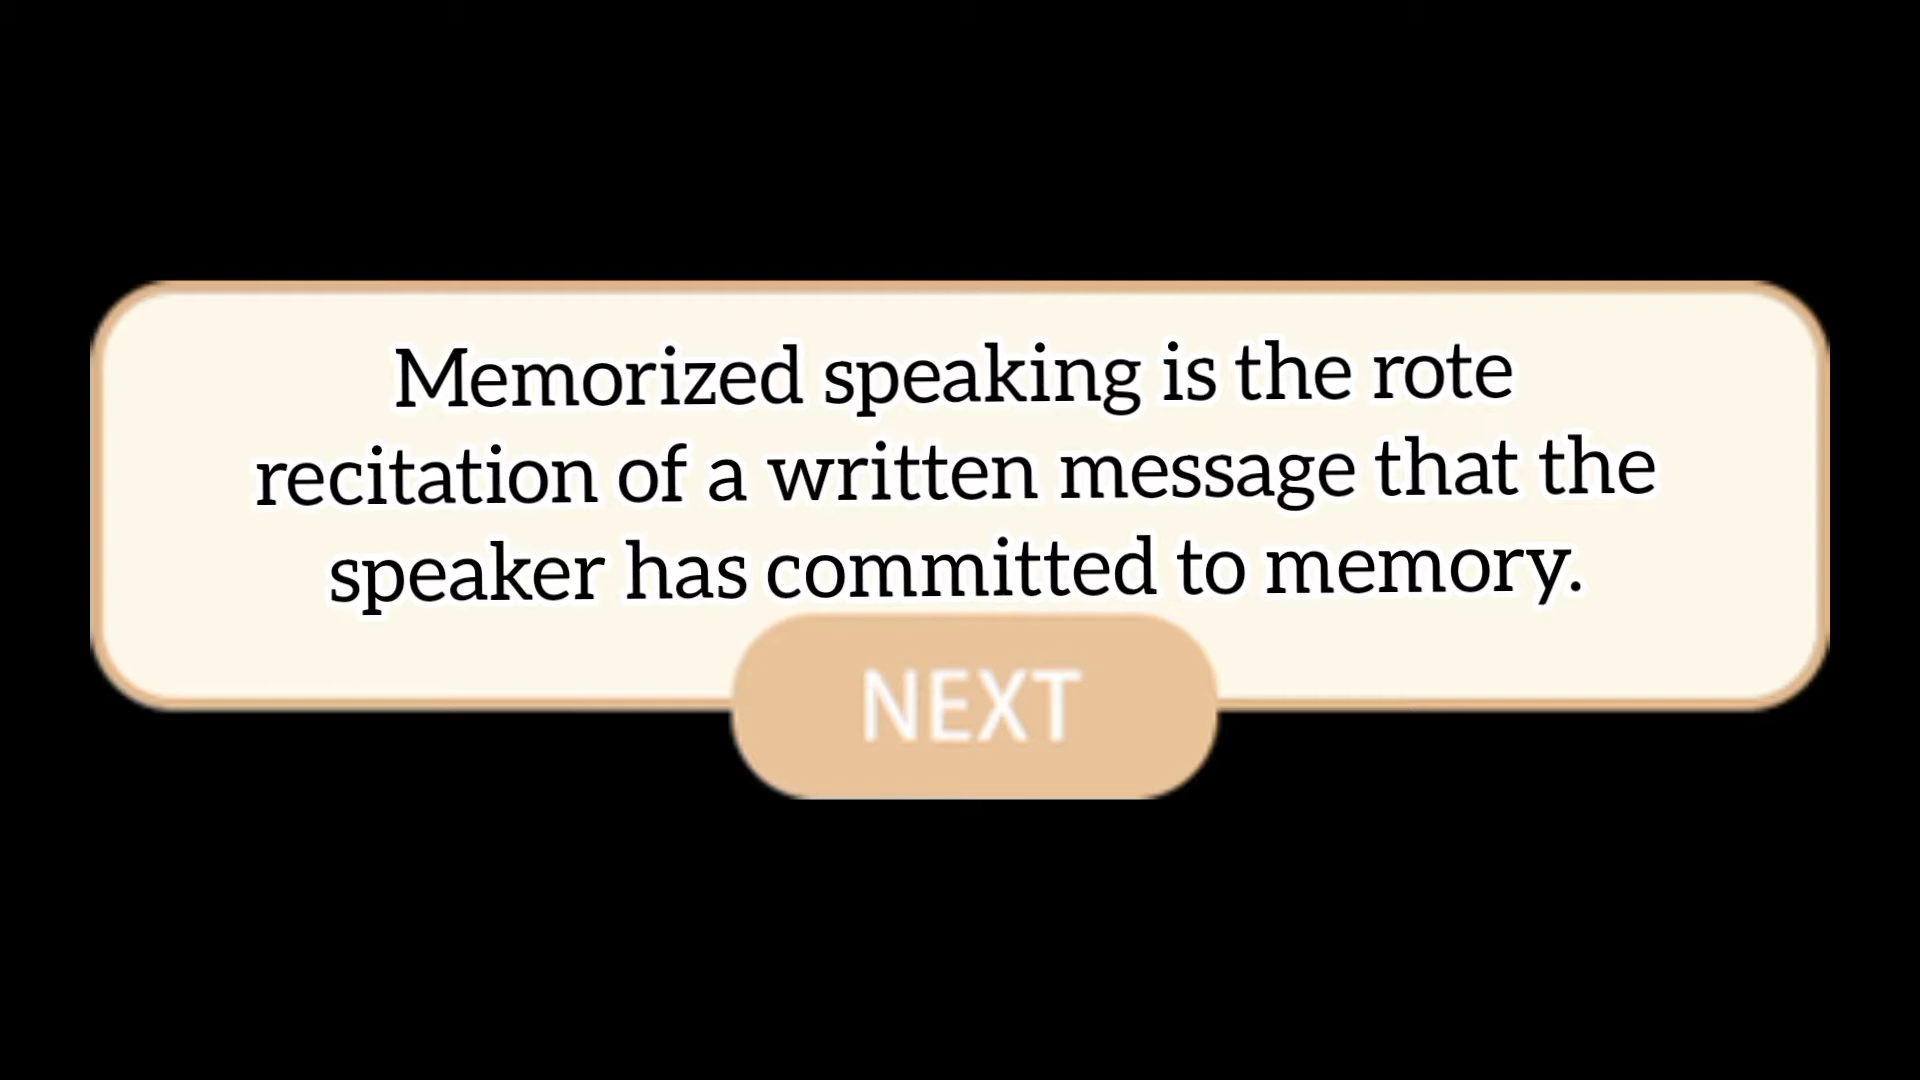 Memorized speaking is the rote
recitation of a written message that the
speaker has committed to memory.
NEXT